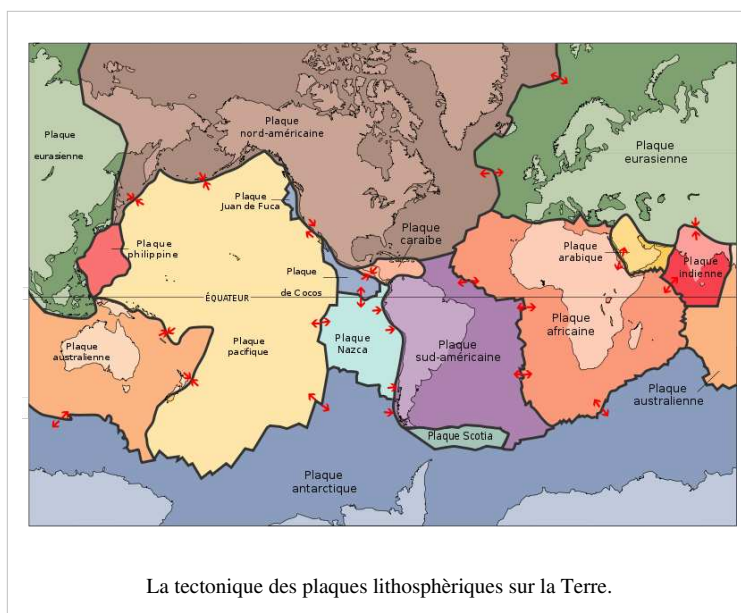 Plaque
eurasienne
Plaque
nord-américaine
Plaque
eurasienne
Plaque
Juan de Fuca
Plaque
philippine
Plaque
caraïbe
Plaque
arabique
Plaque
indienne
Plaque
de Cocos
ÉQUATEUR
Plaque
australienne
Plaque
pacifique
Plaque
Nazca
Plaque
sud-américaine
Plaque
africaine
Plaque
australienne
Plaque Scotia
Plaque
antarctique
La tectonique des plaques lithosphèriques sur la Terre.